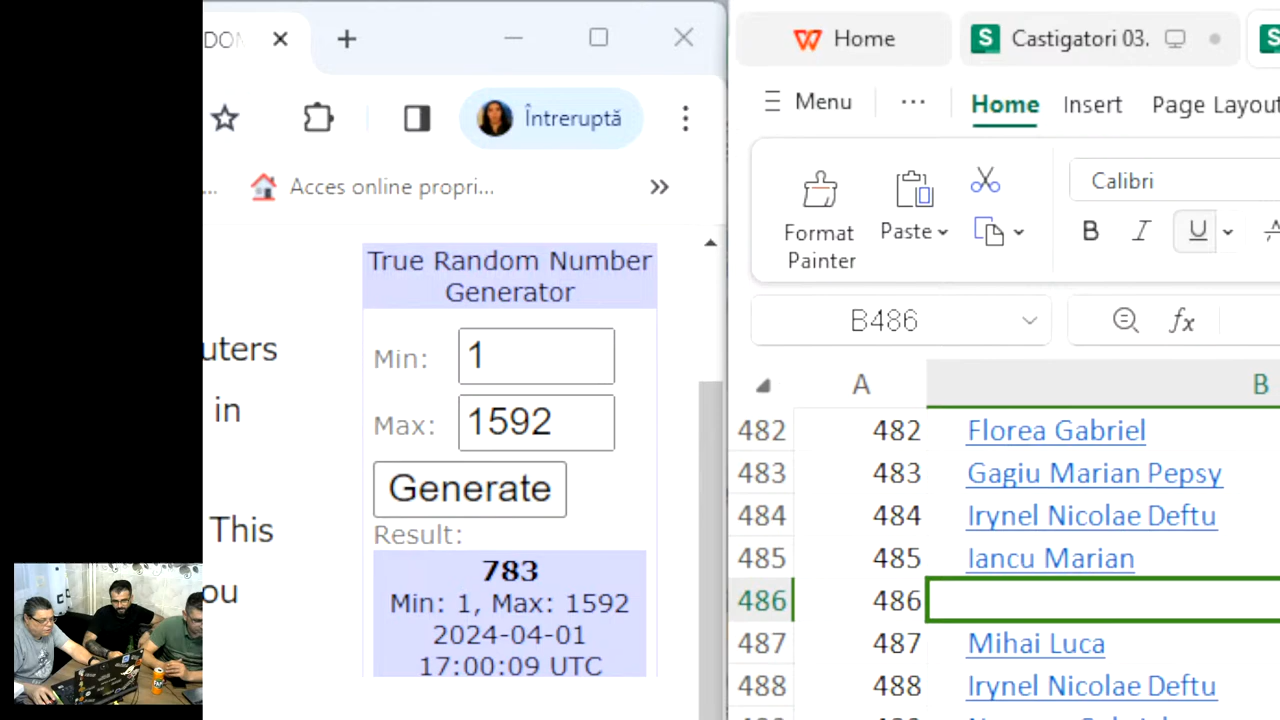 Întreruptă
... Acces online propri... »
True Random Number
Generator
Min: 1
Max: 1592
Generate
Result:
783
Min: 1, Max: 1592
2024-04-01
17:00:09 UTC
uters
in
This
ou
Home
S Castigatori 03.
S
Menu ... Home Insert Page Layout
Format
Painter
Paste
Calibri
B I U
B486
fx
A B
482 482 Florea Gabriel
483 483 Gagiu Marian Pepsy
484 484 Irynel Nicolae Deftu
485 485 Iancu Marian
486 486
487 487 Mihai Luca
488 488 Irynel Nicolae Deftu